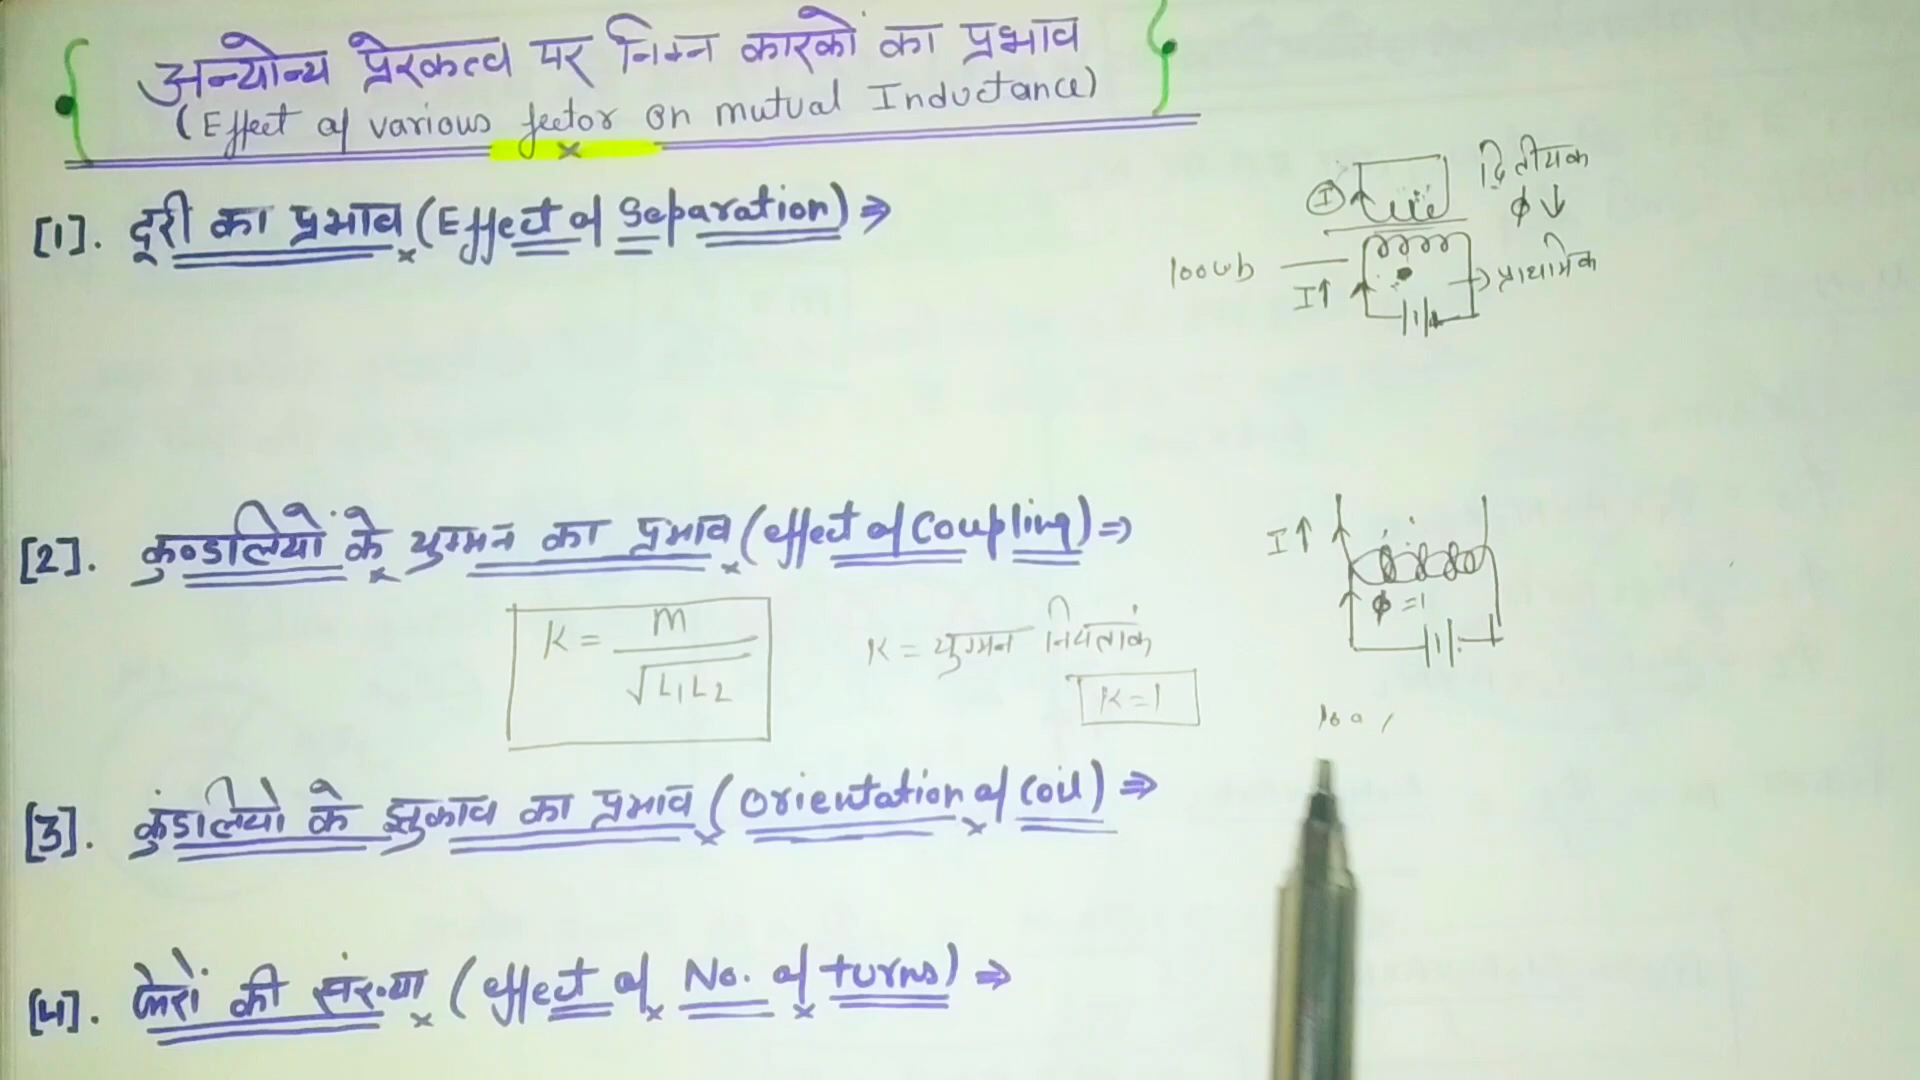 अन्योन्य प्रेरकत्व पर निम्न कारकों का प्रभाव
(Effect of various fector on mutual Inductance)
[1]. दूरी का प्रभाव (Effect of Separation) ⇒
द्वितीयक
I
ϕ↓
100wb
I↑
प्राथमिक
[2]. कुण्डलियों के युग्मन का प्रभाव (effect of Coupling) ⇒
I↑
ϕ=1
K = m / √L₁L₂
K = युग्मन नियतांक
K=1
100%
[3]. कुंडलियो के झुकाव का प्रभाव (Orientation of Coil) ⇒
[4]. फेरों की संख्या (effect of No. of turns) ⇒